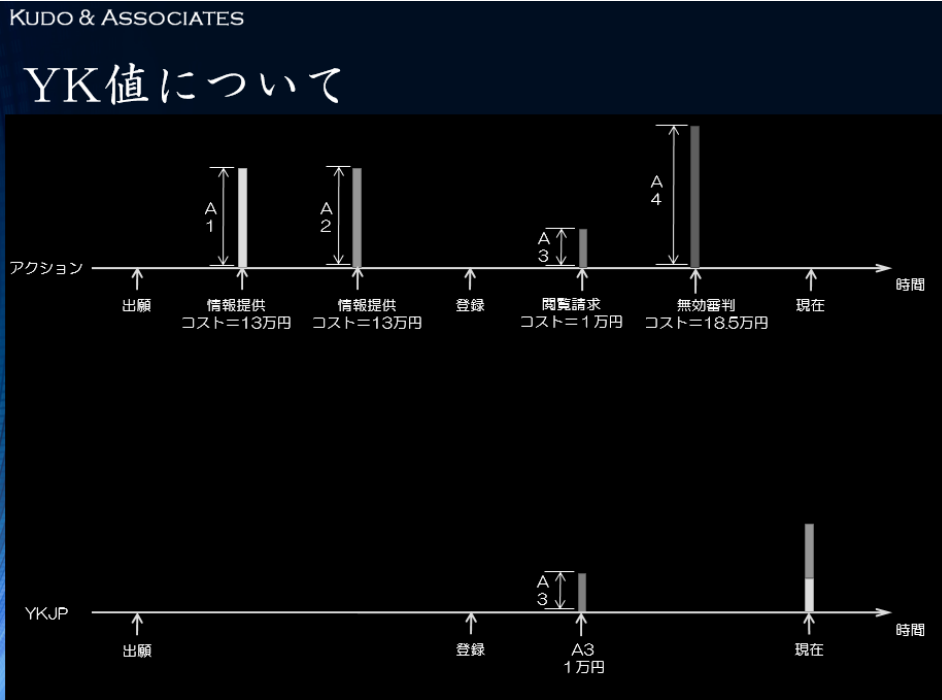 KUDO & ASSOCIATES
YK値について
A
1
A
2
A
3
A
4
アクション
時間
出願
情報提供
コスト=13万円
情報提供
コスト=13万円
登録
閲覧請求
コスト=1万円
無効審判
コスト=18.5万円
現在
A
3
YKJP
時間
出願
登録
A3
1万円
現在